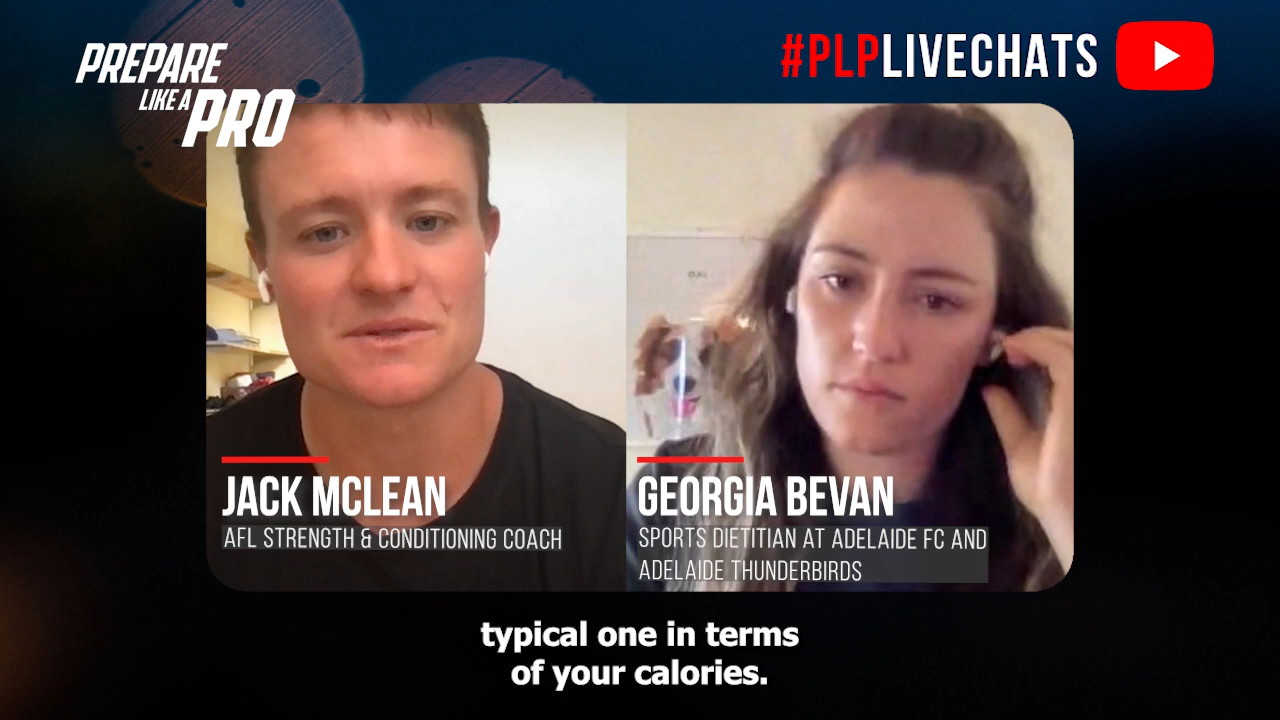 PREPARE
LIKE A
PRO
#PLPLIVECHATS
JACK MCLEAN
AFL STRENGTH & CONDITIONING COACH
GEORGIA BEVAN
SPORTS DIETITIAN AT ADELAIDE FC AND
ADELAIDE THUNDERBIRDS
typical one in terms
of your calories.